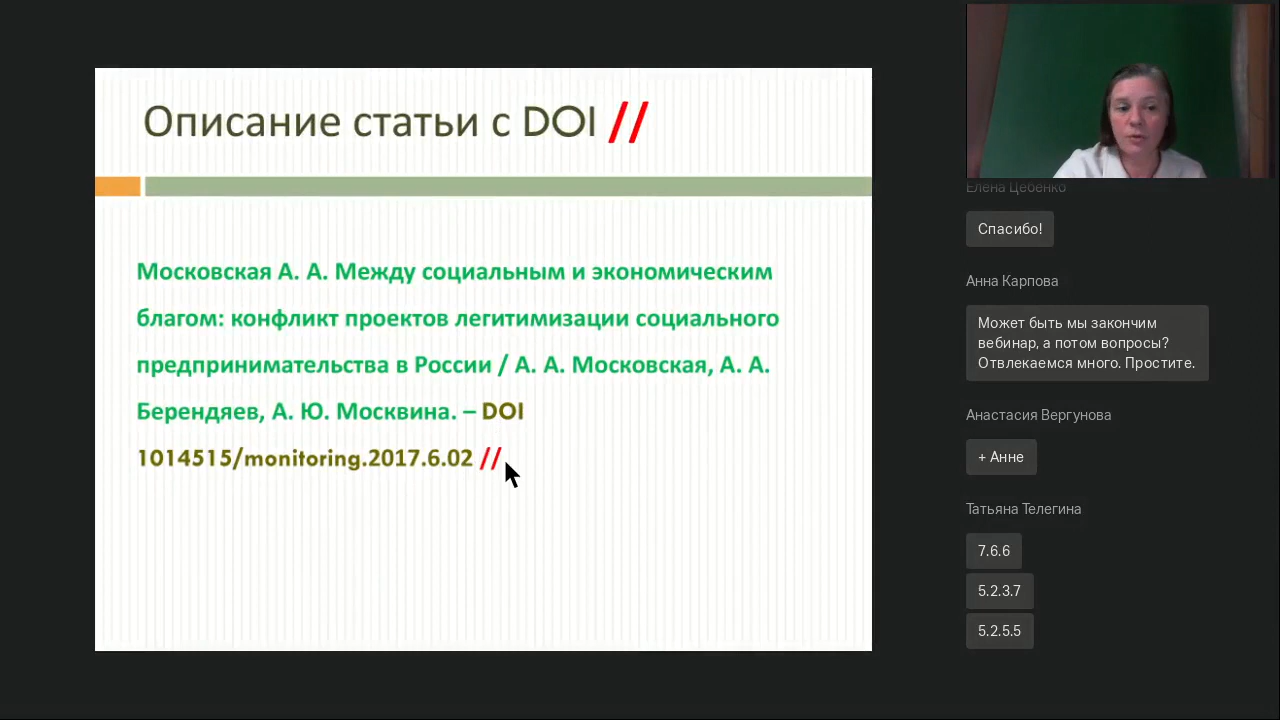 Описание статьи с DOI //
Московская А. А. Между социальным и экономическим
благом: конфликт проектов легитимизации социального
предпринимательства в России / А. А. Московская, А. А.
Берендяев, А. Ю. Москвина. – DOI
1014515/monitoring.2017.6.02 //
Елена Цебенко
Спасибо!
Анна Карпова
Может быть мы закончим
вебинар, а потом вопросы?
Отвлекаемся много. Простите.
Анастасия Вергунова
+ Анне
Татьяна Телегина
7.6.6
5.2.3.7
5.2.5.5